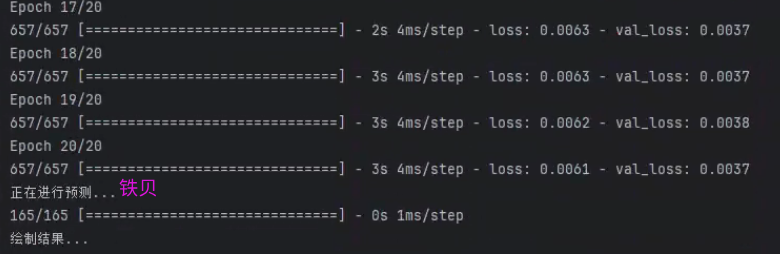 Epoch 17/20
657/657 [==============================] - 2s 4ms/step - loss: 0.0063 - val_loss: 0.0037
Epoch 18/20
657/657 [==============================] - 3s 4ms/step - loss: 0.0063 - val_loss: 0.0037
Epoch 19/20
657/657 [==============================] - 3s 4ms/step - loss: 0.0062 - val_loss: 0.0038
Epoch 20/20
657/657 [==============================] - 3s 4ms/step - loss: 0.0061 - val_loss: 0.0037
正在进行预测... 铁贝
165/165 [==============================] - 0s 1ms/step
绘制结果...